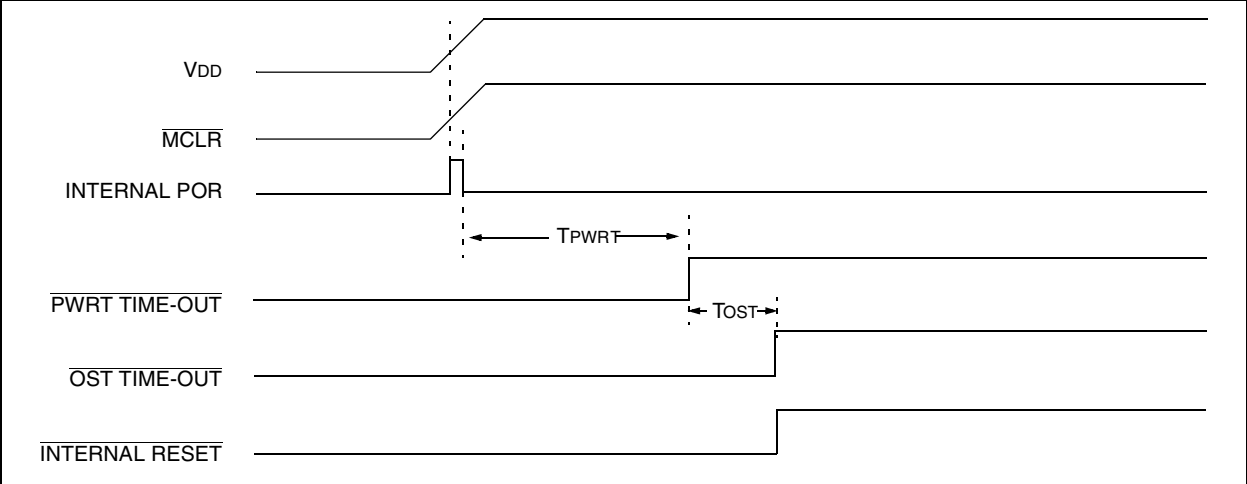 VDD
MCLR
INTERNAL POR
TPWRT
PWRT TIME-OUT
TOST
OST TIME-OUT
INTERNAL RESET